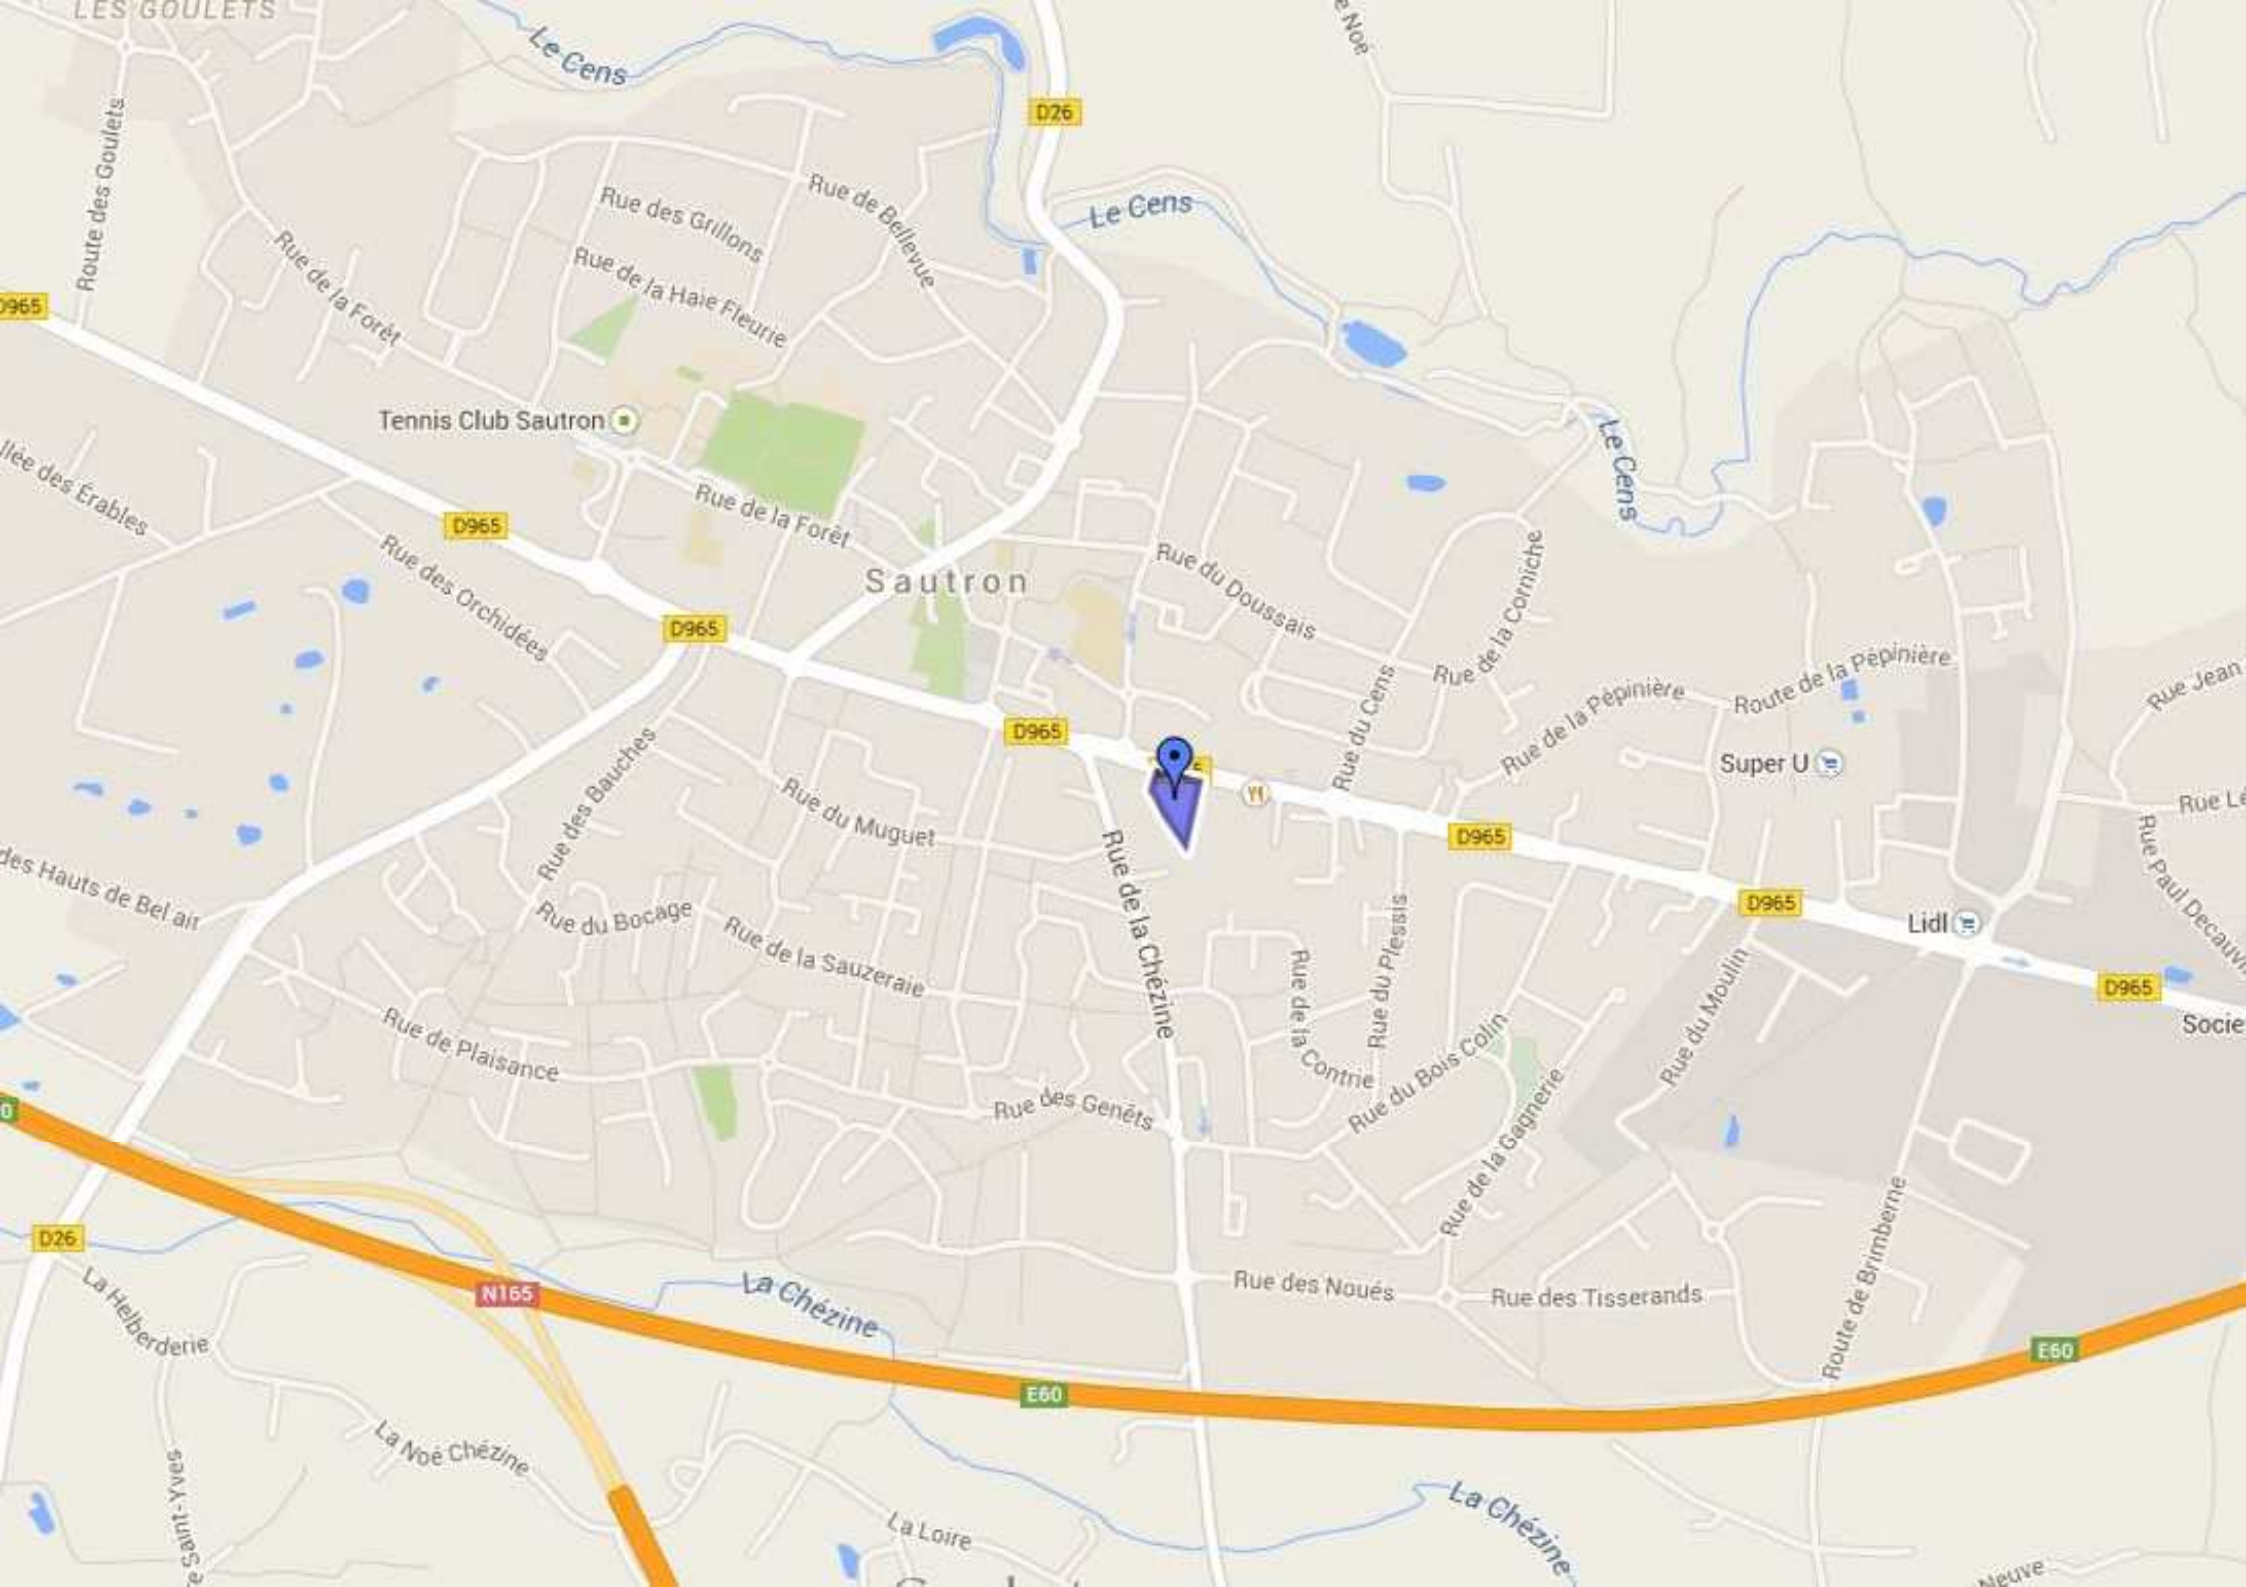 LES GOULETS
Le Cens
D26
Route des Goulets
Rue des Grillons
Rue de Bellevue
Le Cens
Rue de la Forêt
Rue de la Haie Fleurie
D965
Tennis Club Sautron
Le Cens
Rue de la Forêt
D965
Rue des Orchidées
Sautron
Rue du Doussais
Rue de la Corniche
D965
Rue du Cens
Rue de la Pépinière
Route de la Pépinière
Rue Jean
D965
Super U
Rue des Bauches
Rue du Muguet
D965
Rue du Bocage
Rue de la Sauzeraie
Rue de la Chézine
Rue du Plessis
Rue de la Contrie
D965
Lidl
D965
Rue Paul Decauvi
des Hauts de Bel air
Rue de Plaisance
Rue des Genêts
Rue du Bois Colin
Rue du Moulin
Rue de la Gagnerie
D26
N165
La Chézine
Rue des Noués
Rue des Tisserands
Route de Brimberne
E60
E60
La Helberderie
La Noé Chézine
La Loire
La Chézine
Saint-Yves
Neuve